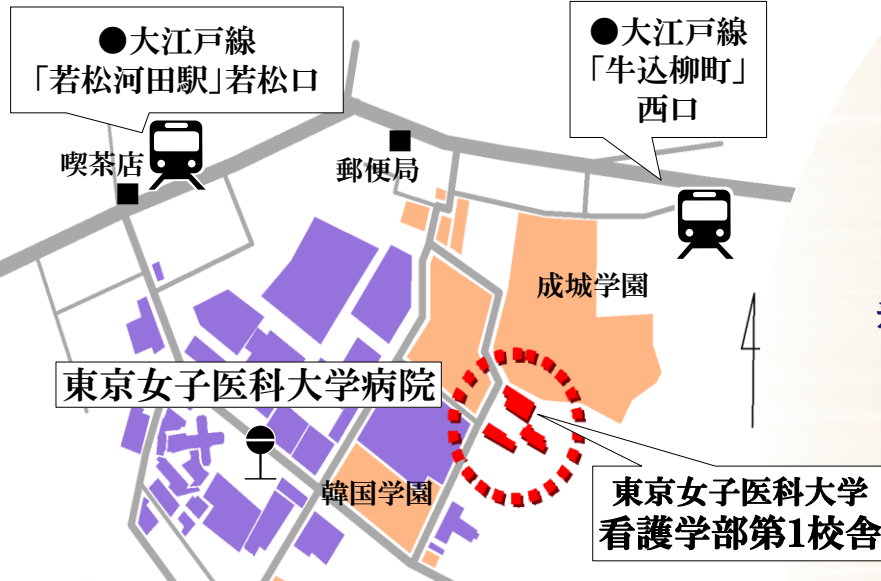 ●大江戸線
「若松河田駅」若松口
●大江戸線
「牛込柳町」
西口
喫茶店
郵便局
成城学園
東京女子医科大学病院
韓国学園
東京女子医科大学
看護学部第1校舎